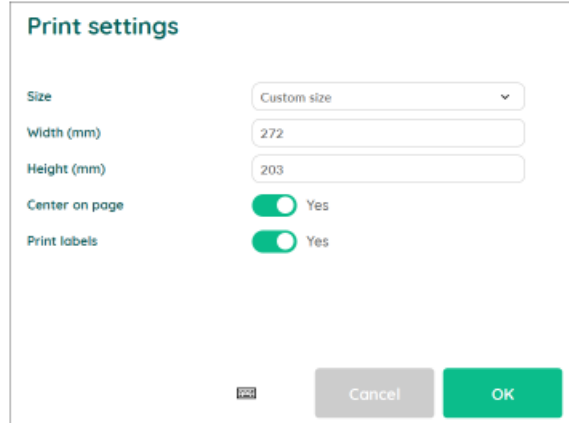 Print settings
Size Custom size
Width (mm) 272
Height (mm) 203
Center on page Yes
Print labels Yes
Cancel OK